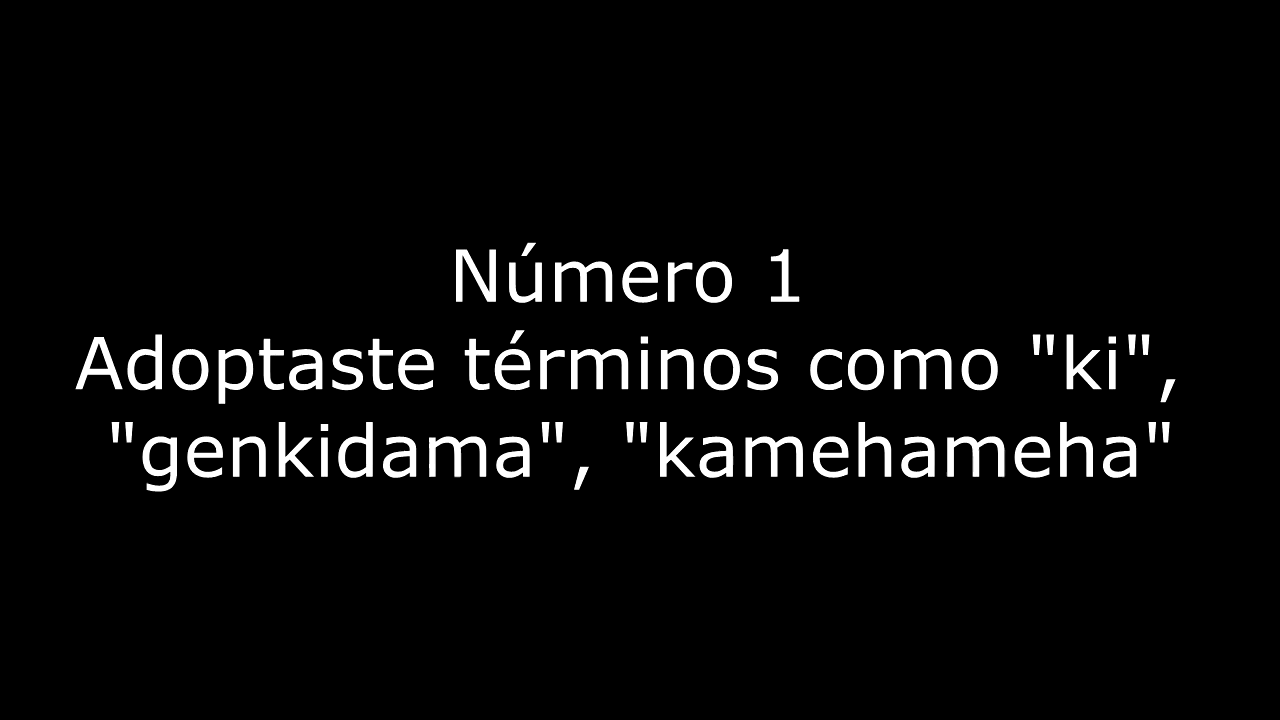 Número 1
Adoptaste términos como "ki",
"genkidama", "kamehameha"